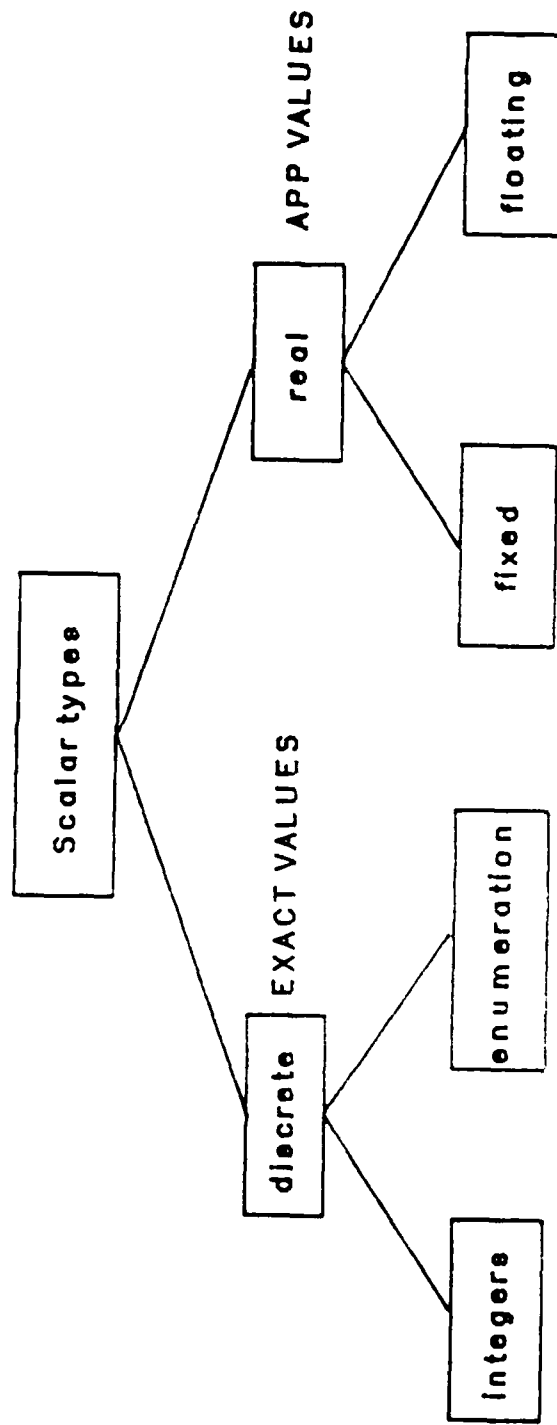 Scalar types
discrete
EXACT VALUES
real
APP VALUES
integers
enumeration
fixed
floating